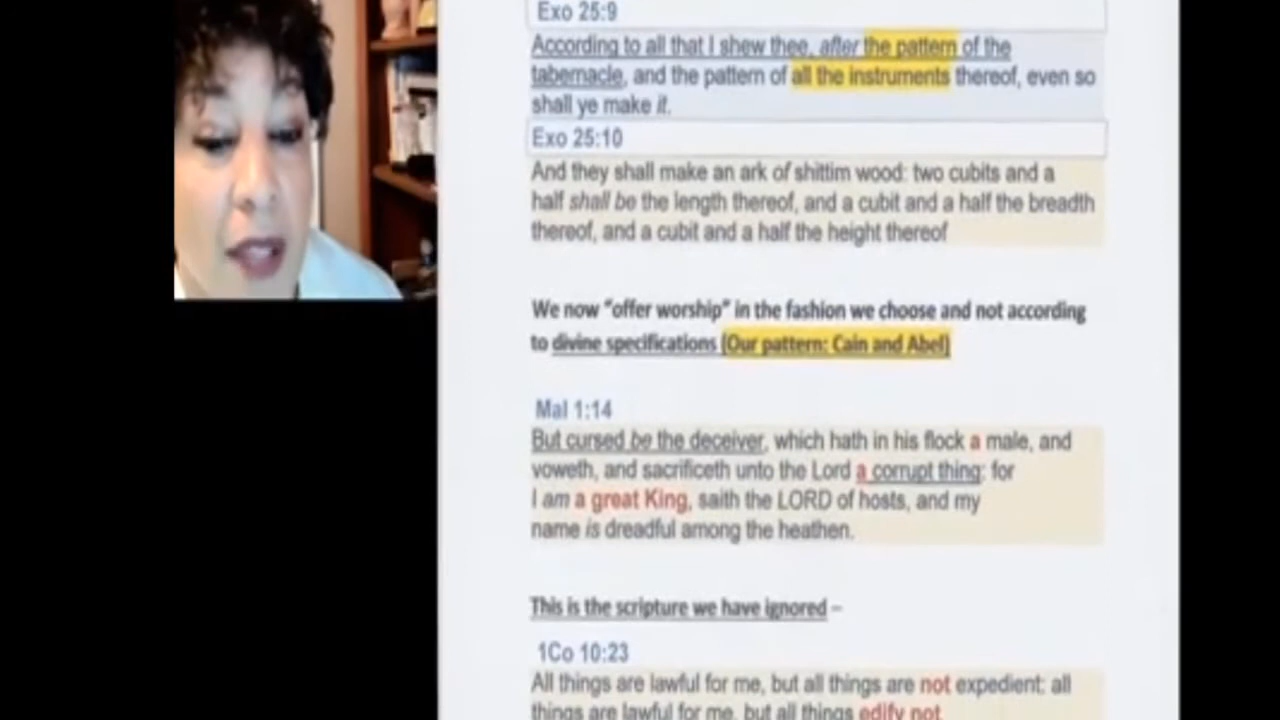 Exo 25:9
According to all that I shew thee, after the pattern of the
tabernacle, and the pattern of all the instruments thereof, even so
shall ye make it.
Exo 25:10
And they shall make an ark of shittim wood: two cubits and a
half shall be the length thereof, and a cubit and a half the breadth
thereof, and a cubit and a half the height thereof
We now "offer worship" in the fashion we choose and not according
to divine specifications (Our pattern: Cain and Abel)
Mal 1:14
But cursed be the deceiver, which hath in his flock a male, and
voweth, and sacrificeth unto the Lord a corrupt thing: for
I am a great King, saith the LORD of hosts, and my
name is dreadful among the heathen.
This is the scripture we have ignored –
1Co 10:23
All things are lawful for me, but all things are not expedient: all
things are lawful for me, but all things edify not.